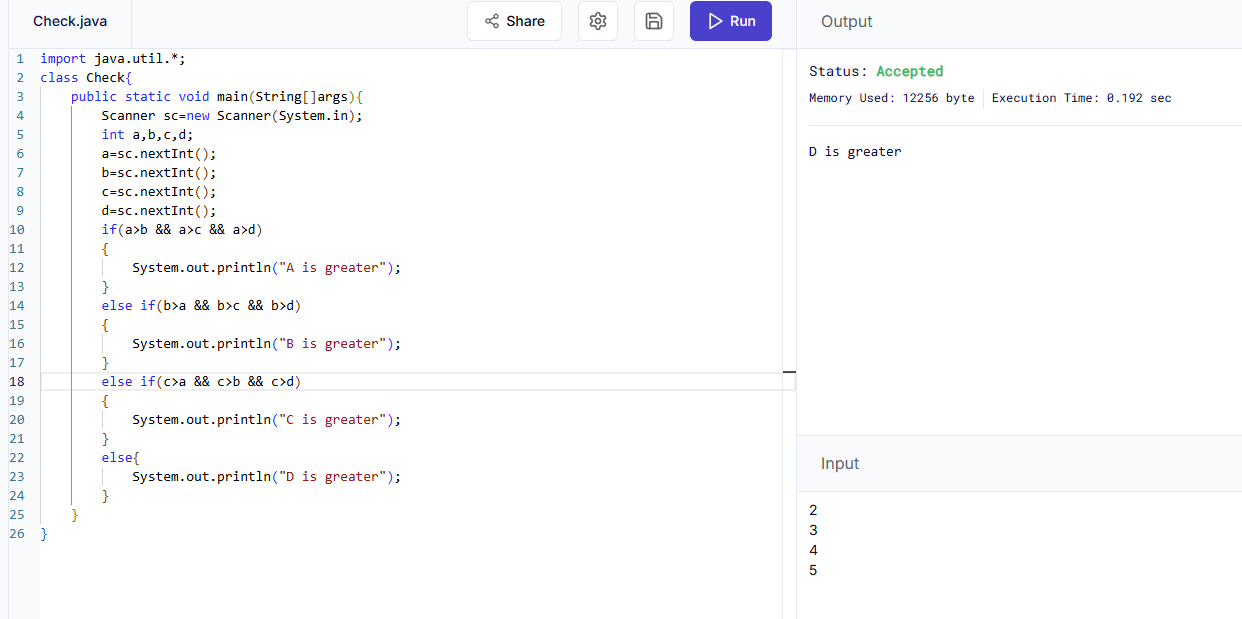 Check.java
Share
Run
1 import java.util.*;
2 class Check{
3     public static void main(String[]args){
4         Scanner sc=new Scanner(System.in);
5         int a,b,c,d;
6         a=sc.nextInt();
7         b=sc.nextInt();
8         c=sc.nextInt();
9         d=sc.nextInt();
10         if(a>b && a>c && a>d)
11         {
12             System.out.println("A is greater");
13         }
14         else if(b>a && b>c && b>d)
15         {
16             System.out.println("B is greater");
17         }
18         else if(c>a && c>b && c>d)
19         {
20             System.out.println("C is greater");
21         }
22         else{
23             System.out.println("D is greater");
24         }
25     }
26 }
Output
Status: Accepted
Memory Used: 12256 byte
Execution Time: 0.192 sec
D is greater
Input
2
3
4
5